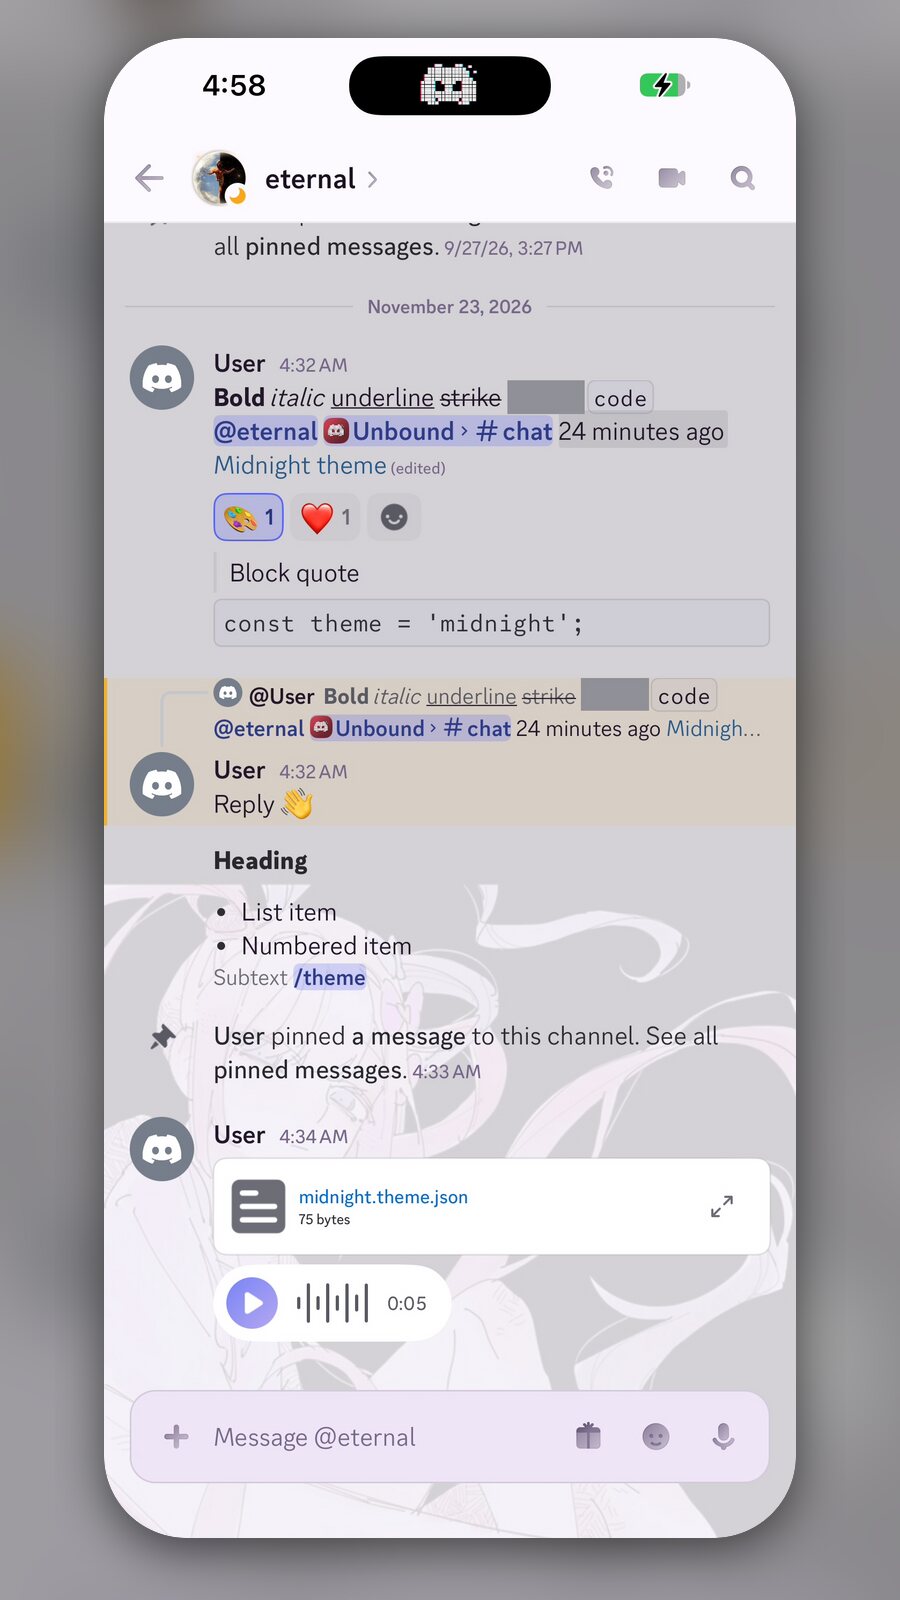 4:58
eternal
all pinned messages. 9/27/26, 3:27 PM
November 23, 2026
User 4:32 AM
Bold italic underline strike code
@eternal Unbound › # chat 24 minutes ago
Midnight theme (edited)
1 1
Block quote
const theme = 'midnight';
@User Bold italic underline strike code
@eternal Unbound › # chat 24 minutes ago Midnigh...
User 4:32 AM
Reply
Heading
• List item
• Numbered item
Subtext /theme
User pinned a message to this channel. See all
pinned messages. 4:33 AM
User 4:34 AM
midnight.theme.json
75 bytes
0:05
Message @eternal